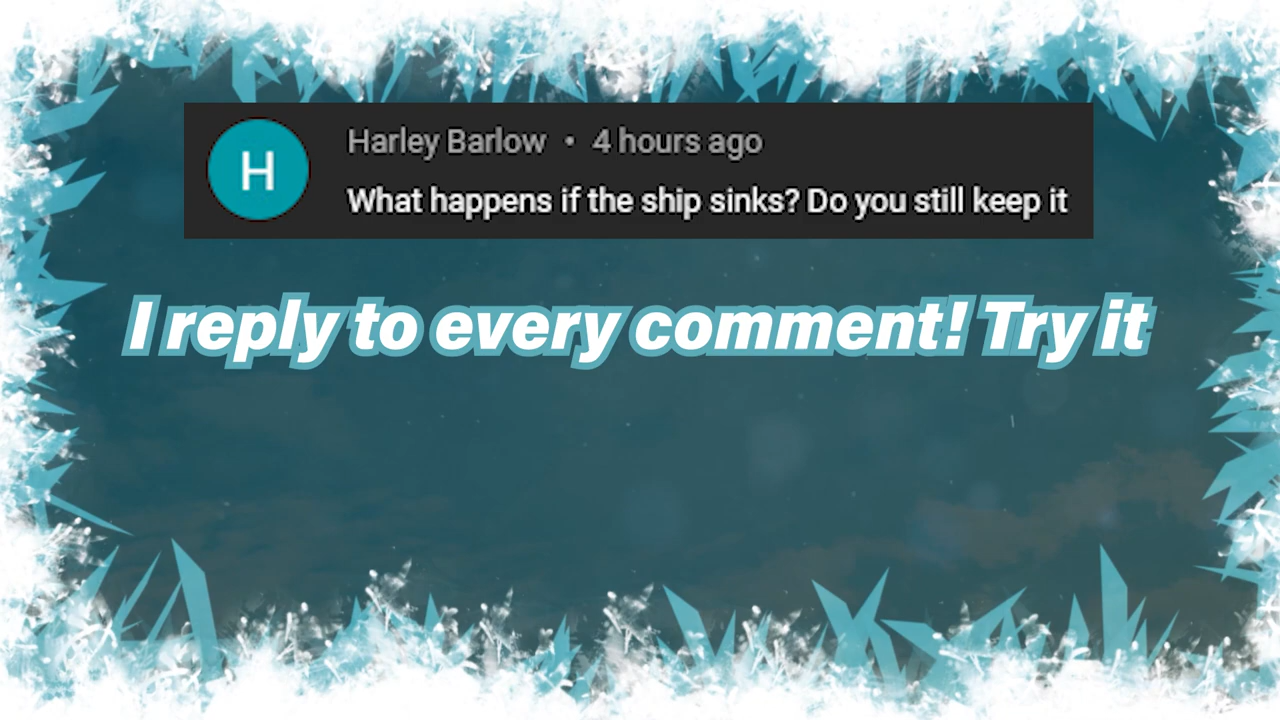 H
Harley Barlow • 4 hours ago
What happens if the ship sinks? Do you still keep it
I reply to every comment! Try it